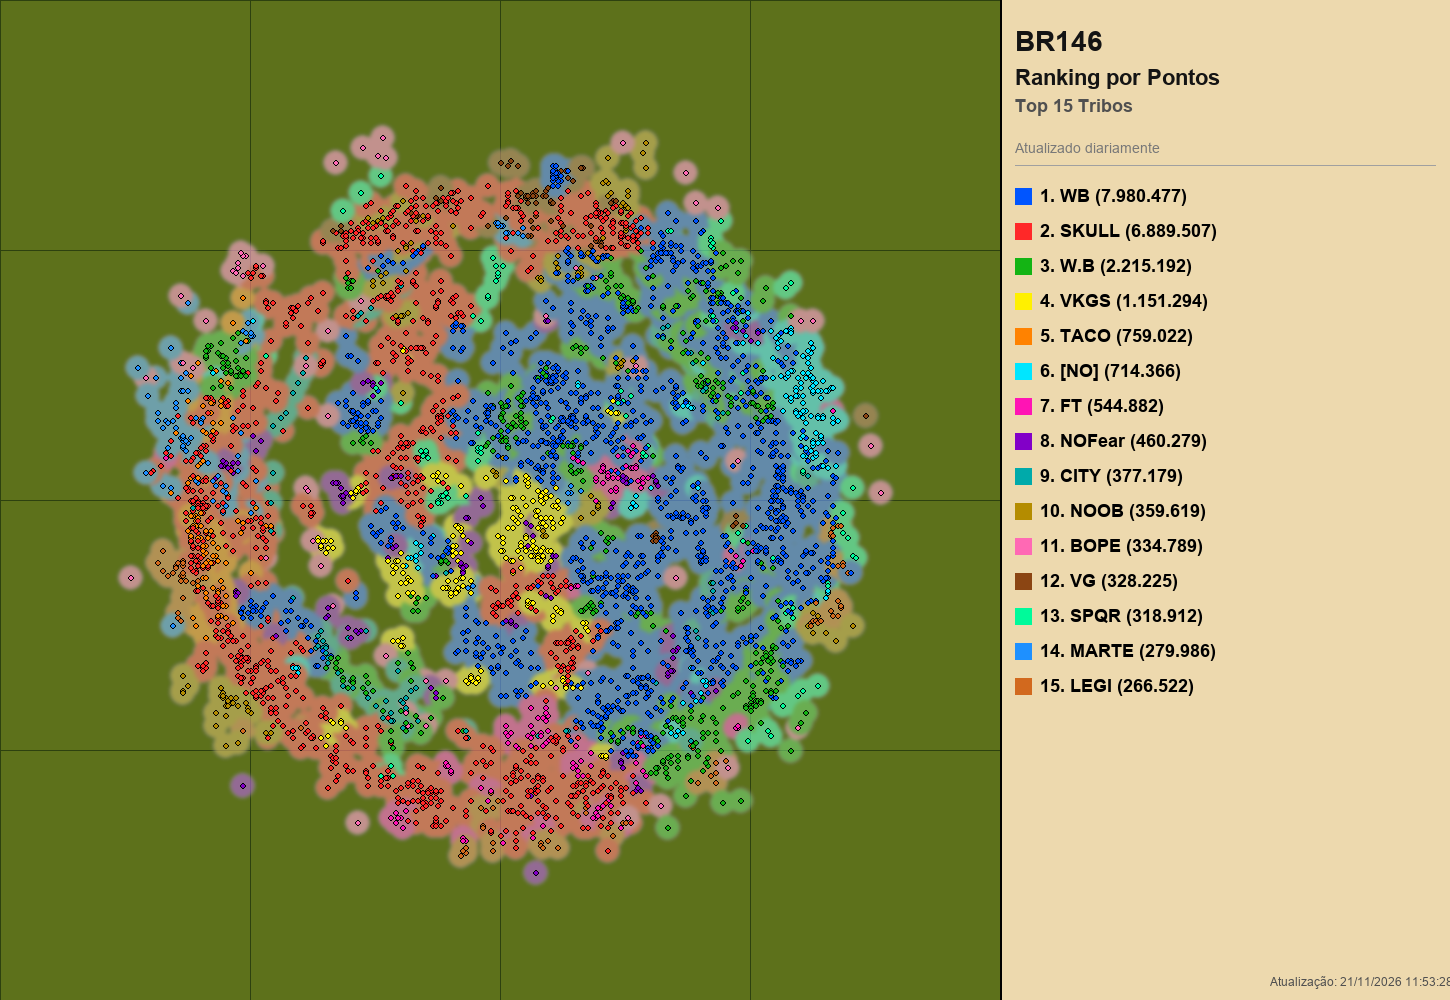 BR146
Ranking por Pontos
Top 15 Tribos
Atualizado diariamente
1. WB (7.980.477)
2. SKULL (6.889.507)
3. W.B (2.215.192)
4. VKGS (1.151.294)
5. TACO (759.022)
6. [NO] (714.366)
7. FT (544.882)
8. NOFear (460.279)
9. CITY (377.179)
10. NOOB (359.619)
11. BOPE (334.789)
12. VG (328.225)
13. SPQR (318.912)
14. MARTE (279.986)
15. LEGI (266.522)
Atualização: 21/11/2026 11:53:28